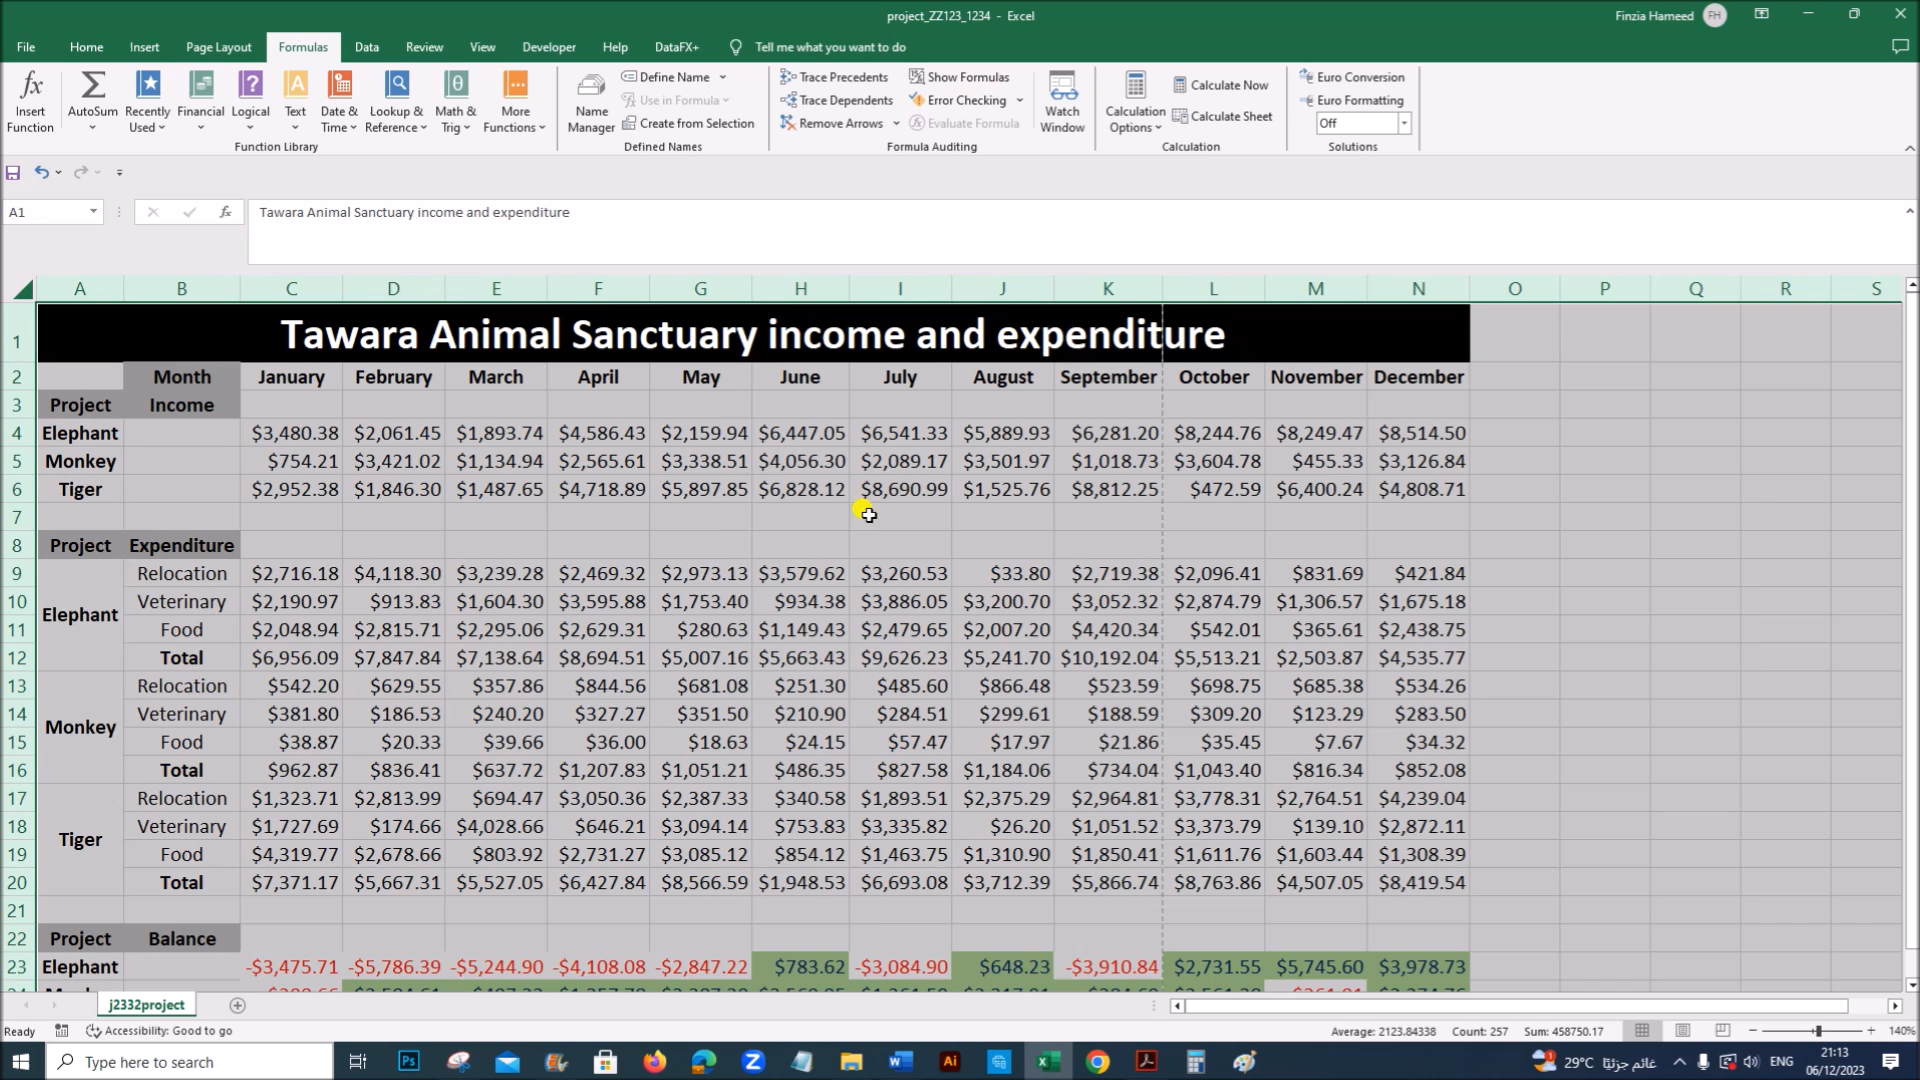 project_ZZ123_1234 - Excel
Finzia Hameed FH
File Home Insert Page Layout Formulas Data Review View Developer Help DataFX+ Tell me what you want to do
Insert Function
AutoSum
Recently Used
Financial
Logical
Text
Date & Time
Lookup & Reference
Math & Trig
More Functions
Function Library
Name Manager
Define Name
Use in Formula
Create from Selection
Defined Names
Trace Precedents
Trace Dependents
Remove Arrows
Show Formulas
Error Checking
Evaluate Formula
Formula Auditing
Watch Window
Calculation Options
Calculate Now
Calculate Sheet
Calculation
Euro Conversion
Euro Formatting
Off
Solutions
A1 fx Tawara Animal Sanctuary income and expenditure
A B C D E F G H I J K L M N O P Q R S
1 Tawara Animal Sanctuary income and expenditure
2 Month January February March April May June July August September October November December
3 Project Income
4 Elephant $3,480.38 $2,061.45 $1,893.74 $4,586.43 $2,159.94 $6,447.05 $6,541.33 $5,889.93 $6,281.20 $8,244.76 $8,249.47 $8,514.50
5 Monkey $754.21 $3,421.02 $1,134.94 $2,565.61 $3,338.51 $4,056.30 $2,089.17 $3,501.97 $1,018.73 $3,604.78 $455.33 $3,126.84
6 Tiger $2,952.38 $1,846.30 $1,487.65 $4,718.89 $5,897.85 $6,828.12 $8,690.99 $1,525.76 $8,812.25 $472.59 $6,400.24 $4,808.71
7
8 Project Expenditure
9 Relocation $2,716.18 $4,118.30 $3,239.28 $2,469.32 $2,973.13 $3,579.62 $3,260.53 $33.80 $2,719.38 $2,096.41 $831.69 $421.84
10 Veterinary $2,190.97 $913.83 $1,604.30 $3,595.88 $1,753.40 $934.38 $3,886.05 $3,200.70 $3,052.32 $2,874.79 $1,306.57 $1,675.18
Elephant
11 Food $2,048.94 $2,815.71 $2,295.06 $2,629.31 $280.63 $1,149.43 $2,479.65 $2,007.20 $4,420.34 $542.01 $365.61 $2,438.75
12 Total $6,956.09 $7,847.84 $7,138.64 $8,694.51 $5,007.16 $5,663.43 $9,626.23 $5,241.70 $10,192.04 $5,513.21 $2,503.87 $4,535.77
13 Relocation $542.20 $629.55 $357.86 $844.56 $681.08 $251.30 $485.60 $866.48 $523.59 $698.75 $685.38 $534.26
14 Veterinary $381.80 $186.53 $240.20 $327.27 $351.50 $210.90 $284.51 $299.61 $188.59 $309.20 $123.29 $283.50
Monkey
15 Food $38.87 $20.33 $39.66 $36.00 $18.63 $24.15 $57.47 $17.97 $21.86 $35.45 $7.67 $34.32
16 Total $962.87 $836.41 $637.72 $1,207.83 $1,051.21 $486.35 $827.58 $1,184.06 $734.04 $1,043.40 $816.34 $852.08
17 Relocation $1,323.71 $2,813.99 $694.47 $3,050.36 $2,387.33 $340.58 $1,893.51 $2,375.29 $2,964.81 $3,778.31 $2,764.51 $4,239.04
18 Veterinary $1,727.69 $174.66 $4,028.66 $646.21 $3,094.14 $753.83 $3,335.82 $26.20 $1,051.52 $3,373.79 $139.10 $2,872.11
Tiger
19 Food $4,319.77 $2,678.66 $803.92 $2,731.27 $3,085.12 $854.12 $1,463.75 $1,310.90 $1,850.41 $1,611.76 $1,603.44 $1,308.39
20 Total $7,371.17 $5,667.31 $5,527.05 $6,427.84 $8,566.59 $1,948.53 $6,693.08 $3,712.39 $5,866.74 $8,763.86 $4,507.05 $8,419.54
21
22 Project Balance
23 Elephant -$3,475.71 -$5,786.39 -$5,244.90 -$4,108.08 -$2,847.22 $783.62 -$3,084.90 $648.23 -$3,910.84 $2,731.55 $5,745.60 $3,978.73
j2332project
Ready Accessibility: Good to go Average: 2123.84338 Count: 257 Sum: 458750.17 140%
Type here to search 29°C غائم جزئيًا ENG 21:13
06/12/2023